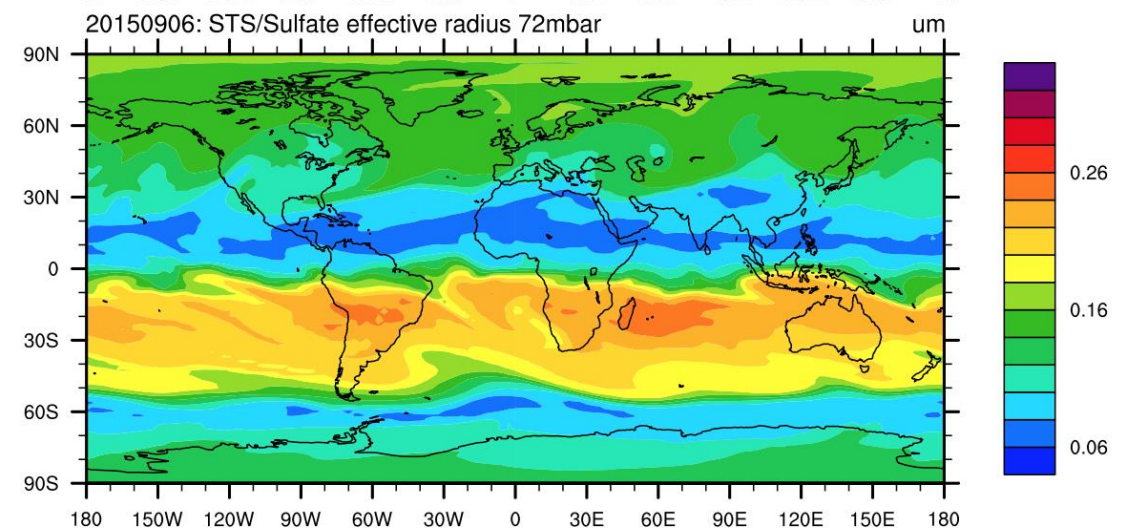 20150906: STS/Sulfate effective radius 72mbar um
90N
60N
30N
0
30S
60S
90S
180 150W 120W 90W 60W 30W 0 30E 60E 90E 120E 150E 180
0.26
0.16
0.06